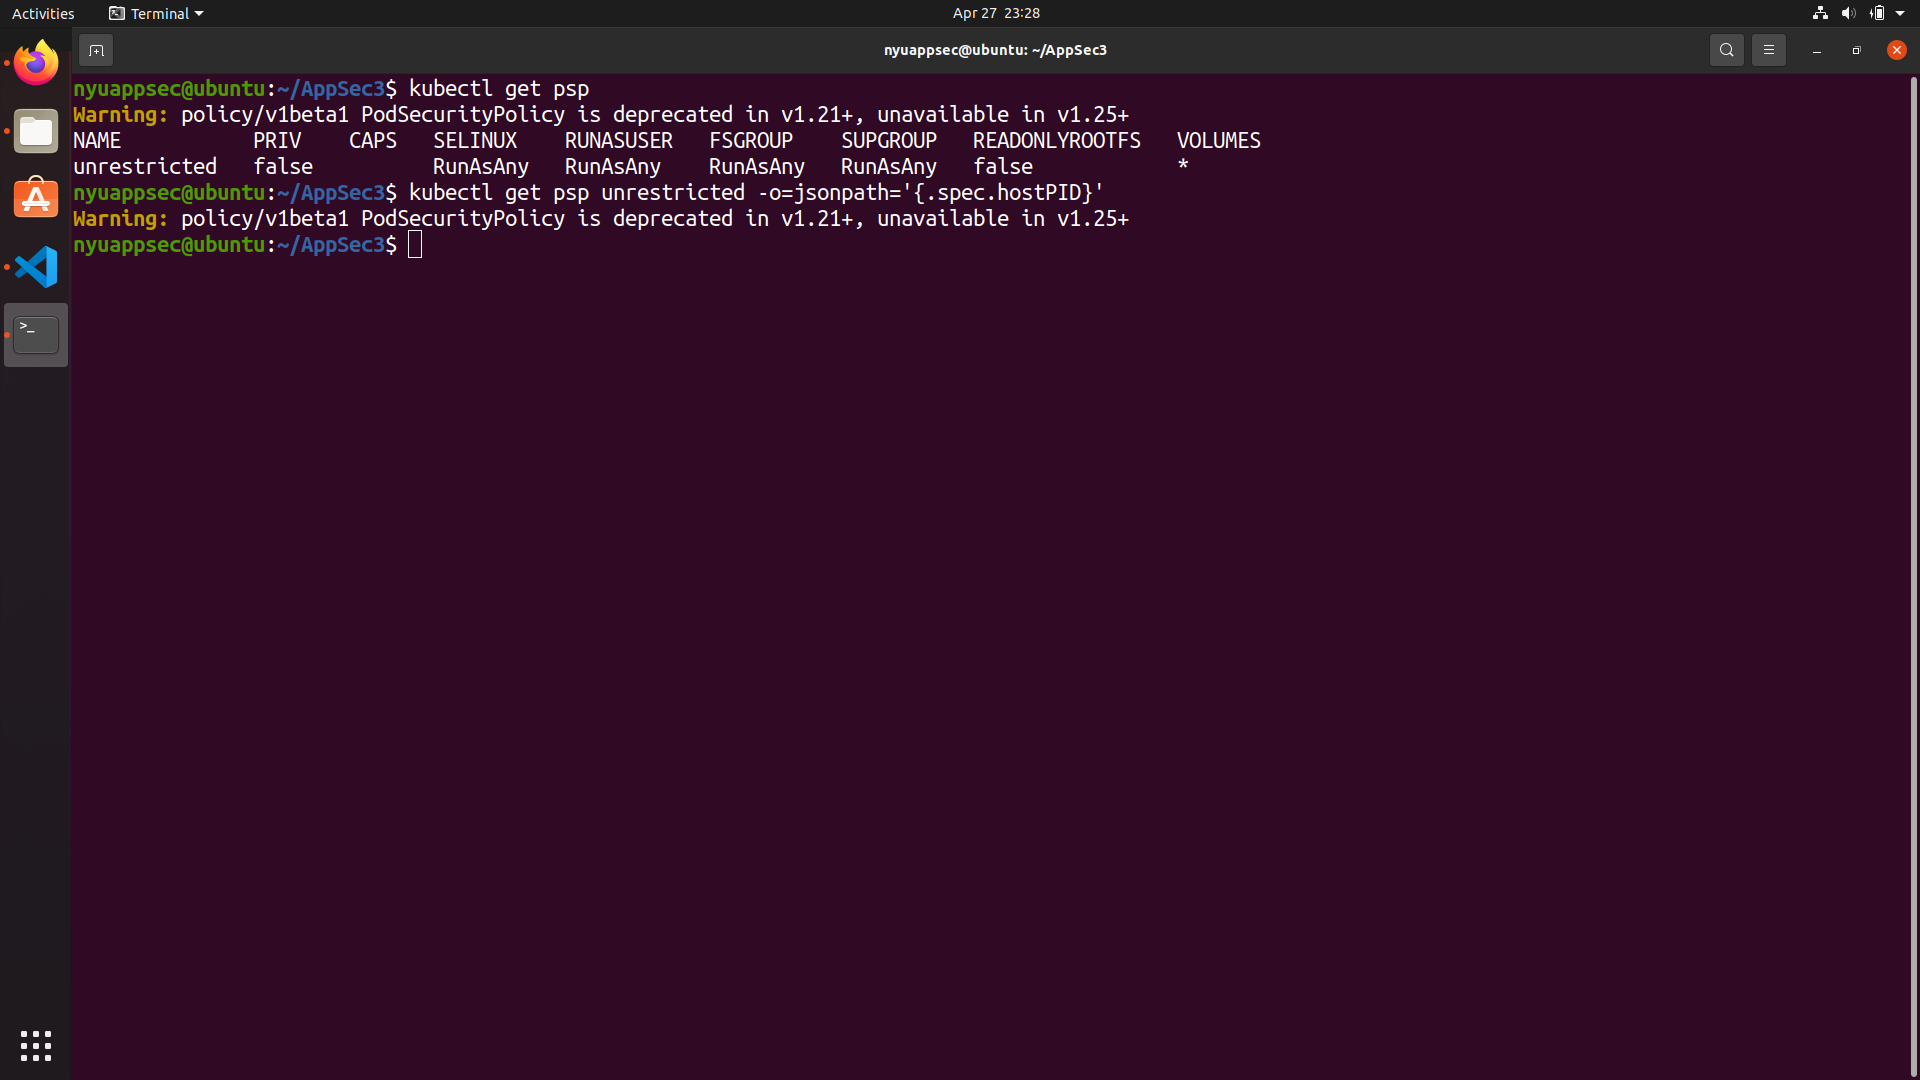 Activities Terminal Apr 27 23:28
nyuappsec@ubuntu: ~/AppSec3
nyuappsec@ubuntu:~/AppSec3$ kubectl get psp
Warning: policy/v1beta1 PodSecurityPolicy is deprecated in v1.21+, unavailable in v1.25+
NAME PRIV CAPS SELINUX RUNASUSER FSGROUP SUPGROUP READONLYROOTFS VOLUMES
unrestricted false RunAsAny RunAsAny RunAsAny RunAsAny false *
nyuappsec@ubuntu:~/AppSec3$ kubectl get psp unrestricted -o=jsonpath='{.spec.hostPID}'
Warning: policy/v1beta1 PodSecurityPolicy is deprecated in v1.21+, unavailable in v1.25+
nyuappsec@ubuntu:~/AppSec3$